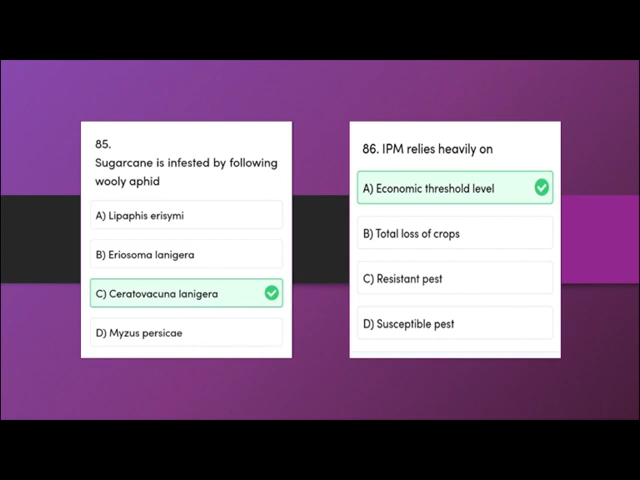 85.
Sugarcane is infested by following
wooly aphid
A) Lipaphis erisymi
B) Eriosoma lanigera
C) Ceratovacuna lanigera
D) Myzus persicae
86. IPM relies heavily on
A) Economic threshold level
B) Total loss of crops
C) Resistant pest
D) Susceptible pest